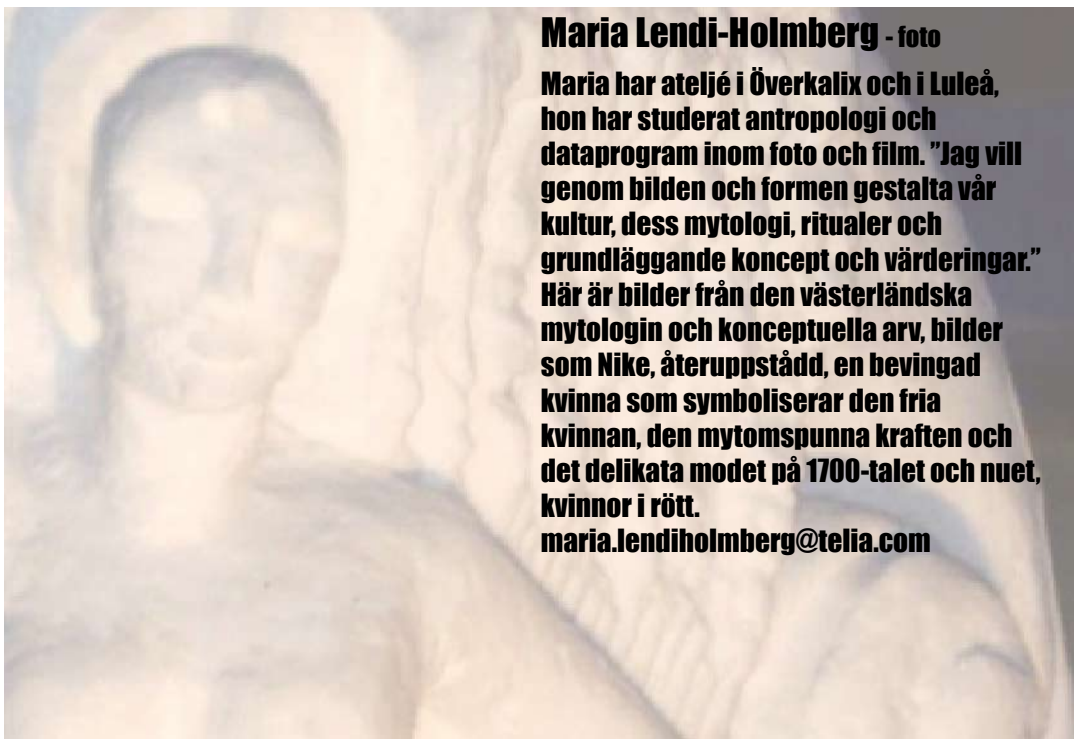 Maria Lendi-Holmberg - foto
Maria har ateljé i Överkalix och i Luleå,
hon har studerat antropologi och
dataprogram inom foto och film. ”Jag vill
genom bilden och formen gestalta vår
kultur, dess mytologi, ritualer och
grundläggande koncept och värderingar.”
Här är bilder från den västerländska
mytologin och konceptuella arv, bilder
som Nike, återuppstådd, en bevingad
kvinna som symboliserar den fria
kvinnan, den mytomspunna kraften och
det delikata modet på 1700-talet och nuet,
kvinnor i rött.
maria.lendiholmberg@telia.com